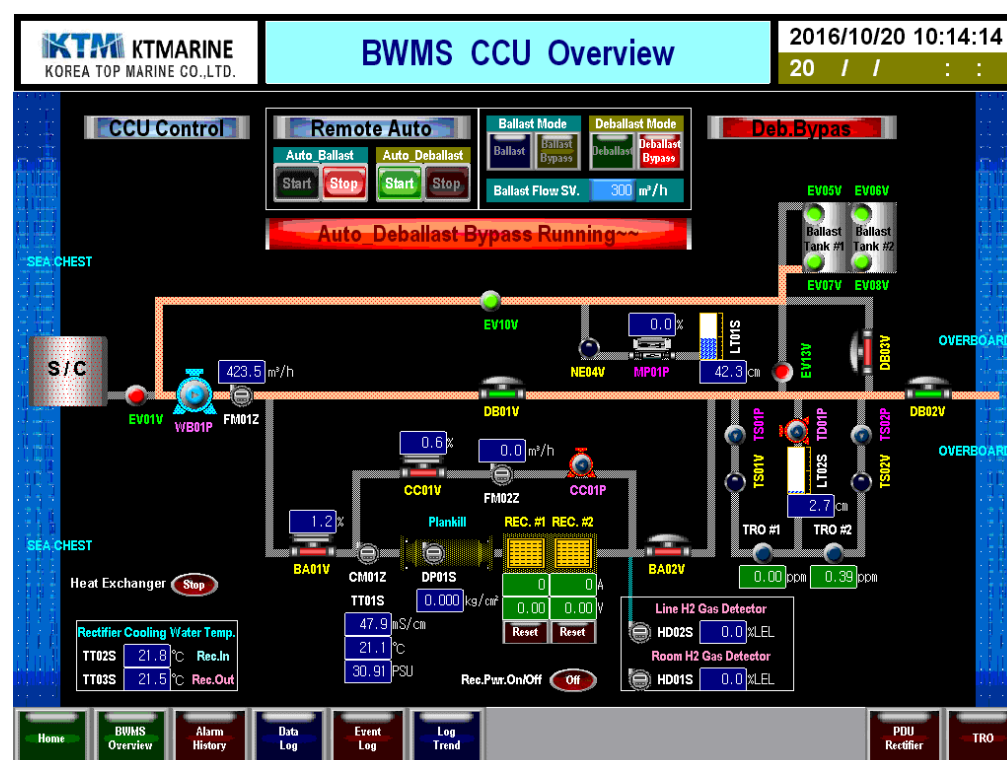 KTM KTMARINE
KOREA TOP MARINE CO.,LTD.
BWMS CCU Overview
2016/10/20 10:14:14
20 / / : :
CCU Control
Remote Auto
Auto_Ballast
Auto_Deballast
Start
Stop
Start
Stop
Ballast Mode
Deballast Mode
Ballast
Ballast
Bypass
Deballast
Deballast
Bypass
Ballast Flow SV.
300 m³/h
Deb.Bypas
Auto_Deballast Bypass Running~~
EV05V
EV06V
Ballast
Tank #1
Ballast
Tank #2
EV07V
EV08V
SEA CHEST
EV10V
0.0 %
LT01S
NE04V
MP01P
42.3 cm
EV13V
DB03V
OVERBOARD
S/C
423.5 m³/h
EV01V
WB01P
FM01Z
DB01V
DB02V
TS01P
TD01P
TS02P
OVERBOARD
0.6 %
0.0 m³/h
CC01V
FM02Z
CC01P
TS01V
LT02S
TS02V
2.7 cm
1.2 %
Plankill
REC. #1
REC. #2
TRO #1
TRO #2
SEA CHEST
BA01V
CM01Z
DP01S
BA02V
0.00 ppm
0.39 ppm
Heat Exchanger
Stop
TT01S
0.000 kg/cm²
0
0 A
0.00
0.00 V
47.9 mS/cm
21.1 °C
30.91 PSU
Reset
Reset
Line H2 Gas Detector
HD02S
0.0 %LEL
Room H2 Gas Detector
HD01S
0.0 %LEL
Rectifier Cooling Water Temp.
TT02S
21.8 °C
Rec.In
TT03S
21.5 °C
Rec.Out
Rec.Pwr.On/Off
Off
Home
BWMS
Overview
Alarm
History
Data
Log
Event
Log
Log
Trend
PDU
Rectifier
TRO